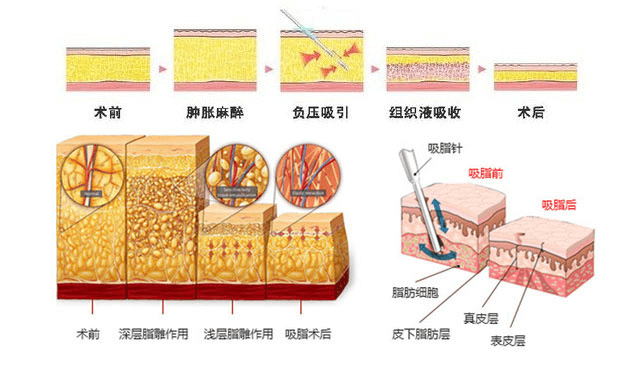 术前
肿胀麻醉
负压吸引
组织液吸收
术后
吸脂针
吸脂前
吸脂后
脂肪细胞
皮下脂肪层
真皮层
表皮层
术前
深层脂雕作用
浅层脂雕作用
吸脂术后